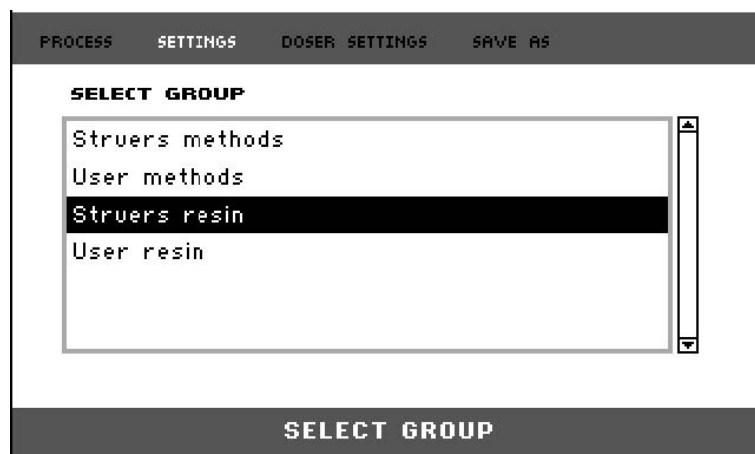 PROCESS SETTINGS DOSER SETTINGS SAVE AS
SELECT GROUP
Struers methods
User methods
Struers resin
User resin
SELECT GROUP